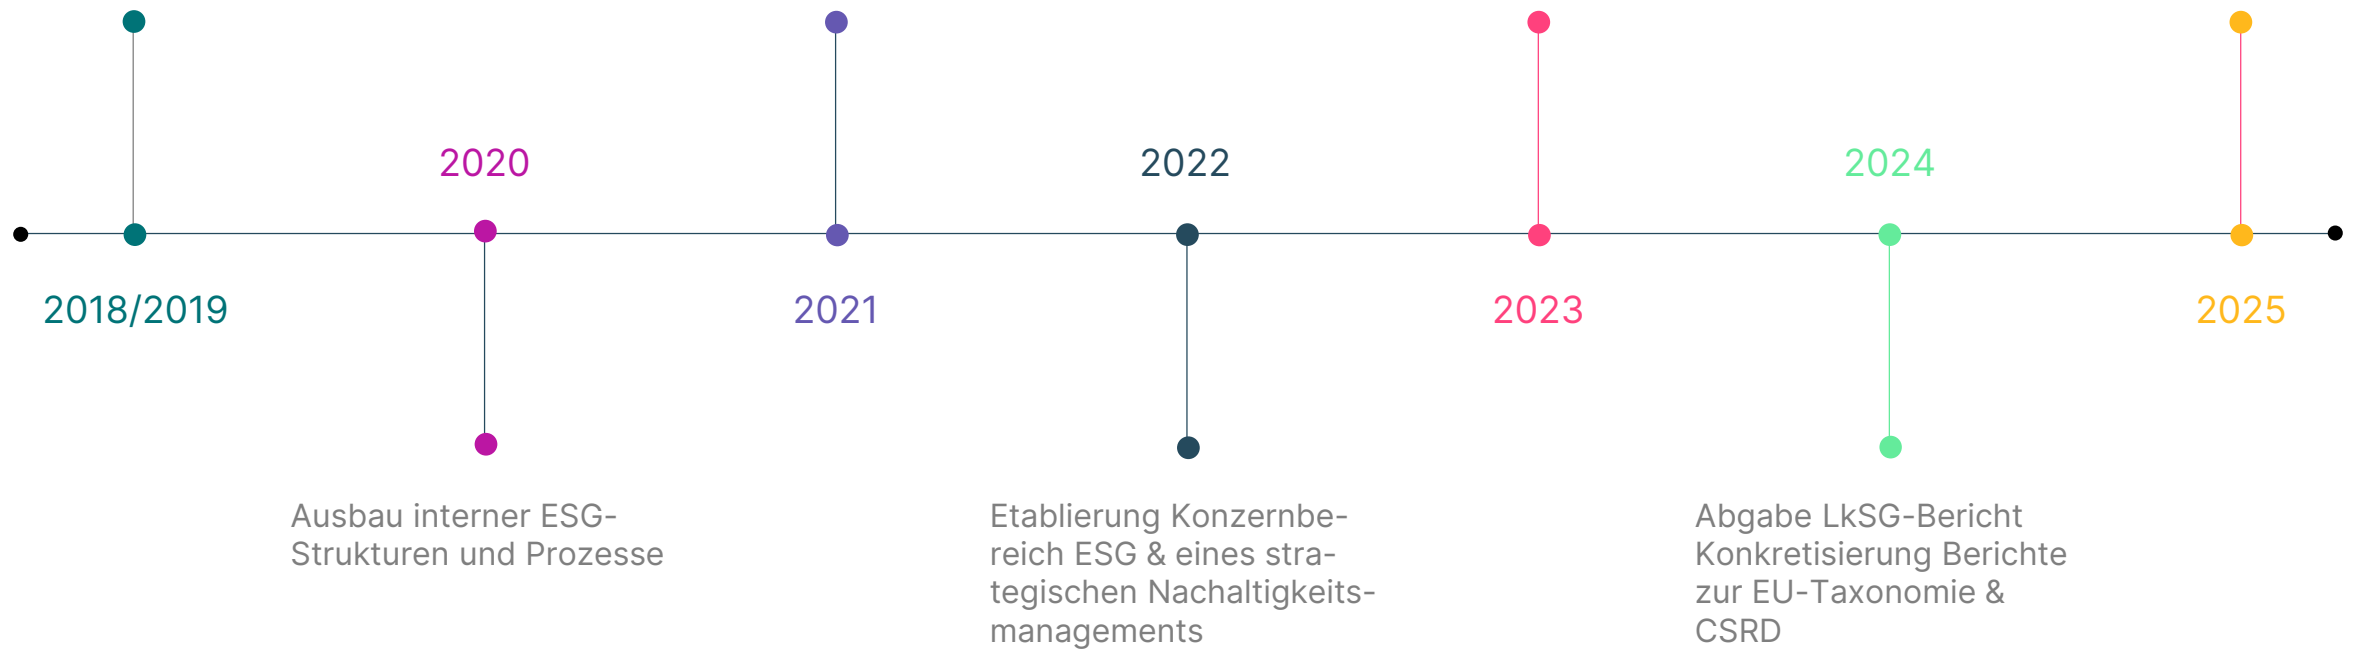 2020
2022
2024
2018/2019
2021
2023
2025
Ausbau interner ESG-
Strukturen und Prozesse
Etablierung Konzernbe-
reich ESG & eines stra-
tegischen Nachaltigkeits-
managements
Abgabe LkSG-Bericht
Konkretisierung Berichte
zur EU-Taxonomie &
CSRD